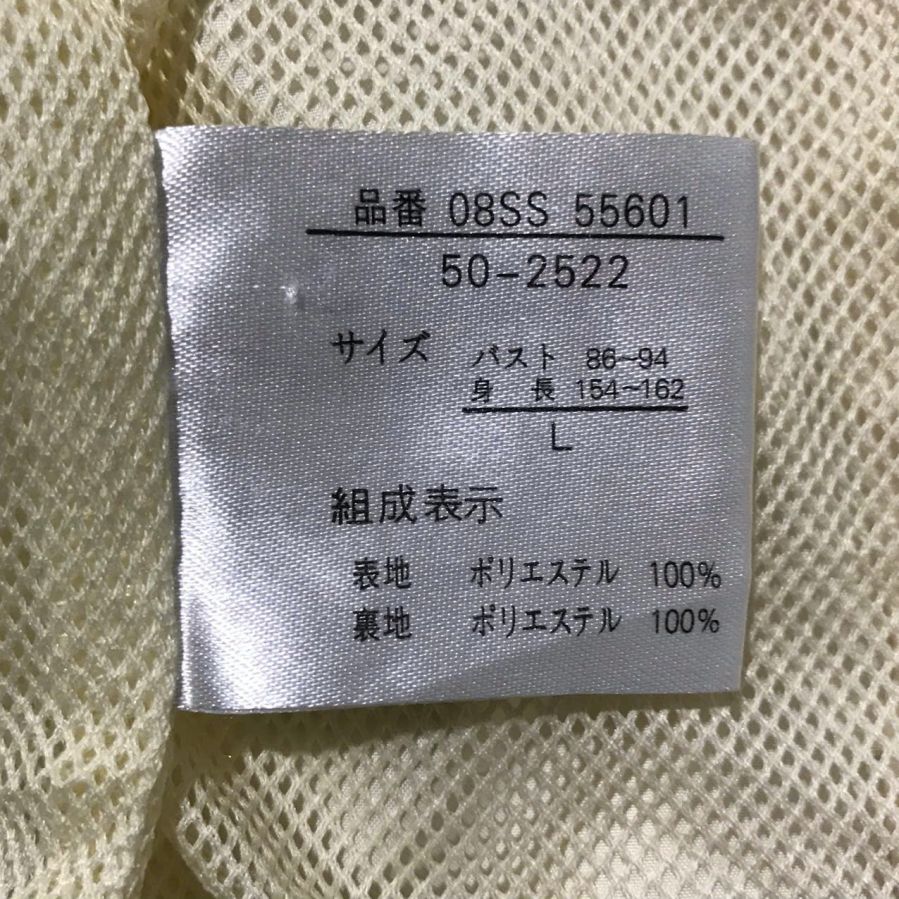 品番 08SS 55601
50-2522
サイズ バスト 86~94
身長 154~162
L
組成表示
表地 ポリエステル 100%
裏地 ポリエステル 100%